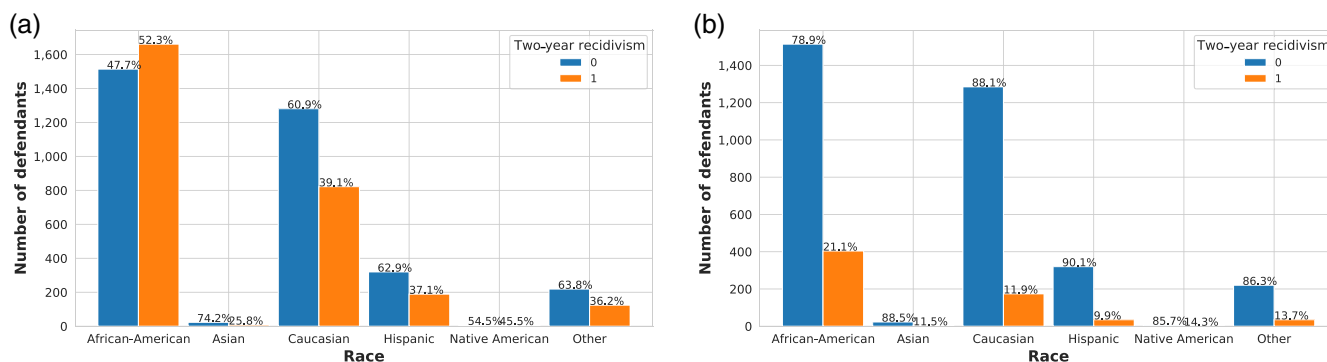 (a)
Two-year recidivism
0
1
Number of defendants
1,600
1,400
1,200
1,000
800
600
400
200
0
47.7%
52.3%
74.2%
25.8%
60.9%
39.1%
62.9%
37.1%
54.5%
45.5%
63.8%
36.2%
African-American
Asian
Caucasian
Hispanic
Native American
Other
Race
(b)
Two-year recidivism
0
1
Number of defendants
1,400
1,200
1,000
800
600
400
200
0
78.9%
21.1%
88.5%
11.5%
88.1%
11.9%
90.1%
9.9%
85.7%
14.3%
86.3%
13.7%
African-American
Asian
Caucasian
Hispanic
Native American
Other
Race